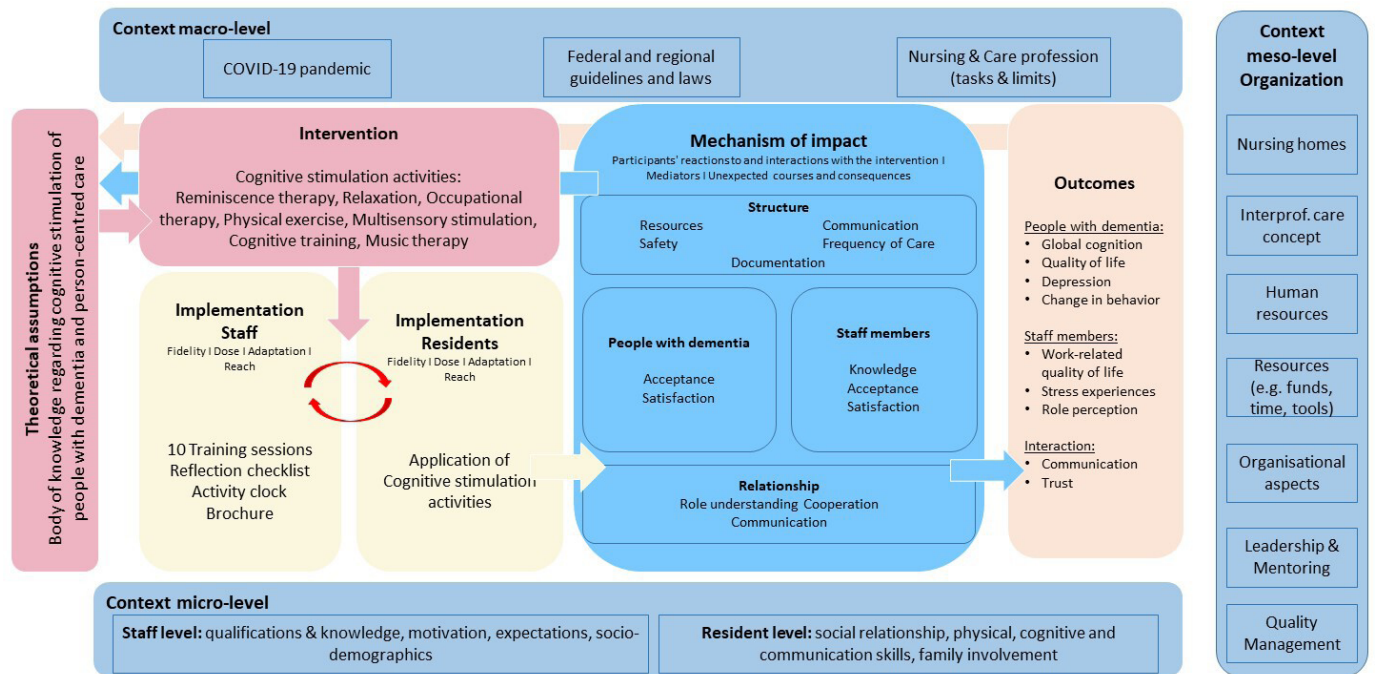 Context macro-level
COVID-19 pandemic
Federal and regional
guidelines and laws
Nursing & Care profession
(tasks & limits)
Theoretical assumptions
Body of knowledge regarding cognitive stimulation of
people with dementia and person-centred care
Intervention
Cognitive stimulation activities:
Reminiscence therapy, Relaxation, Occupational
therapy, Physical exercise, Multisensory stimulation,
Cognitive training, Music therapy
Implementation
Staff
Fidelity I Dose I Adaptation I
Reach
10 Training sessions
Reflection checklist
Activity clock
Brochure
Implementation
Residents
Fidelity I Dose I Adaptation I
Reach
Application of
Cognitive stimulation
activities
Mechanism of impact
Participants' reactions to and interactions with the intervention I
Mediators I Unexpected courses and consequences
Structure
Resources
Communication
Safety
Frequency of Care
Documentation
People with dementia
Acceptance
Satisfaction
Staff members
Knowledge
Acceptance
Satisfaction
Relationship
Role understanding Cooperation
Communication
Outcomes
People with dementia:
• Global cognition
• Quality of life
• Depression
• Change in behavior
Staff members:
• Work-related
quality of life
• Stress experiences
• Role perception
Interaction:
• Communication
• Trust
Context micro-level
Staff level: qualifications & knowledge, motivation, expectations, socio-
demographics
Resident level: social relationship, physical, cognitive and
communication skills, family involvement
Context
meso-level
Organization
Nursing homes
Interprof. care
concept
Human
resources
Resources
(e.g. funds,
time, tools)
Organisational
aspects
Leadership &
Mentoring
Quality
Management